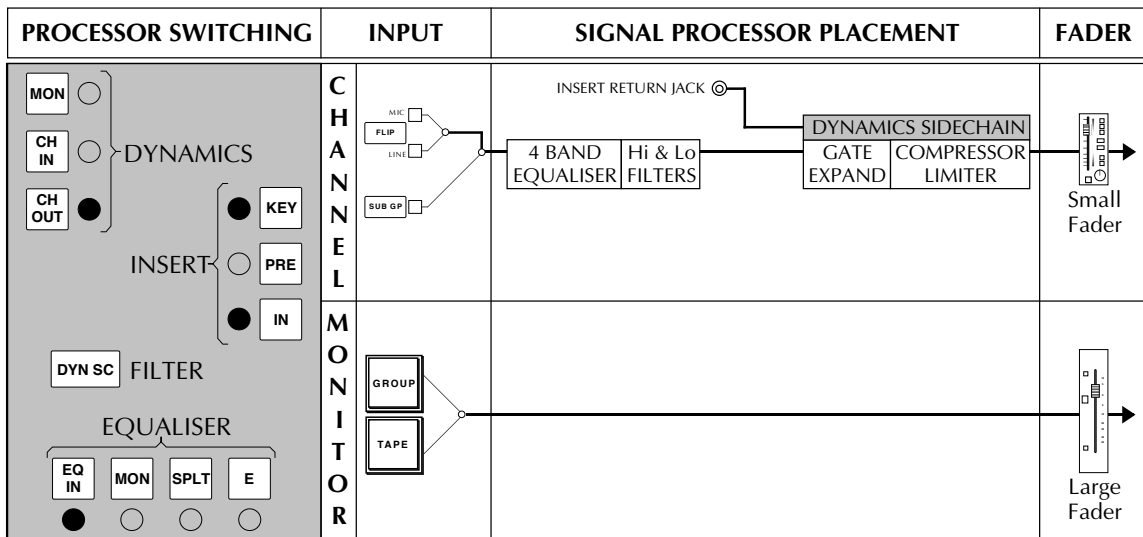 PROCESSOR SWITCHING
INPUT
SIGNAL PROCESSOR PLACEMENT
FADER
MON
CH IN
CH OUT
DYNAMICS
KEY
PRE
IN
INSERT
DYN SC
FILTER
EQUALISER
EQ IN
MON
SPLT
E
CHANNEL
MIC
FLIP
LINE
SUB GP
INSERT RETURN JACK
DYNAMICS SIDECHAIN
4 BAND EQUALISER
Hi & Lo FILTERS
GATE EXPAND
COMPRESSOR LIMITER
Small
Fader
MONITOR
GROUP
TAPE
Large
Fader